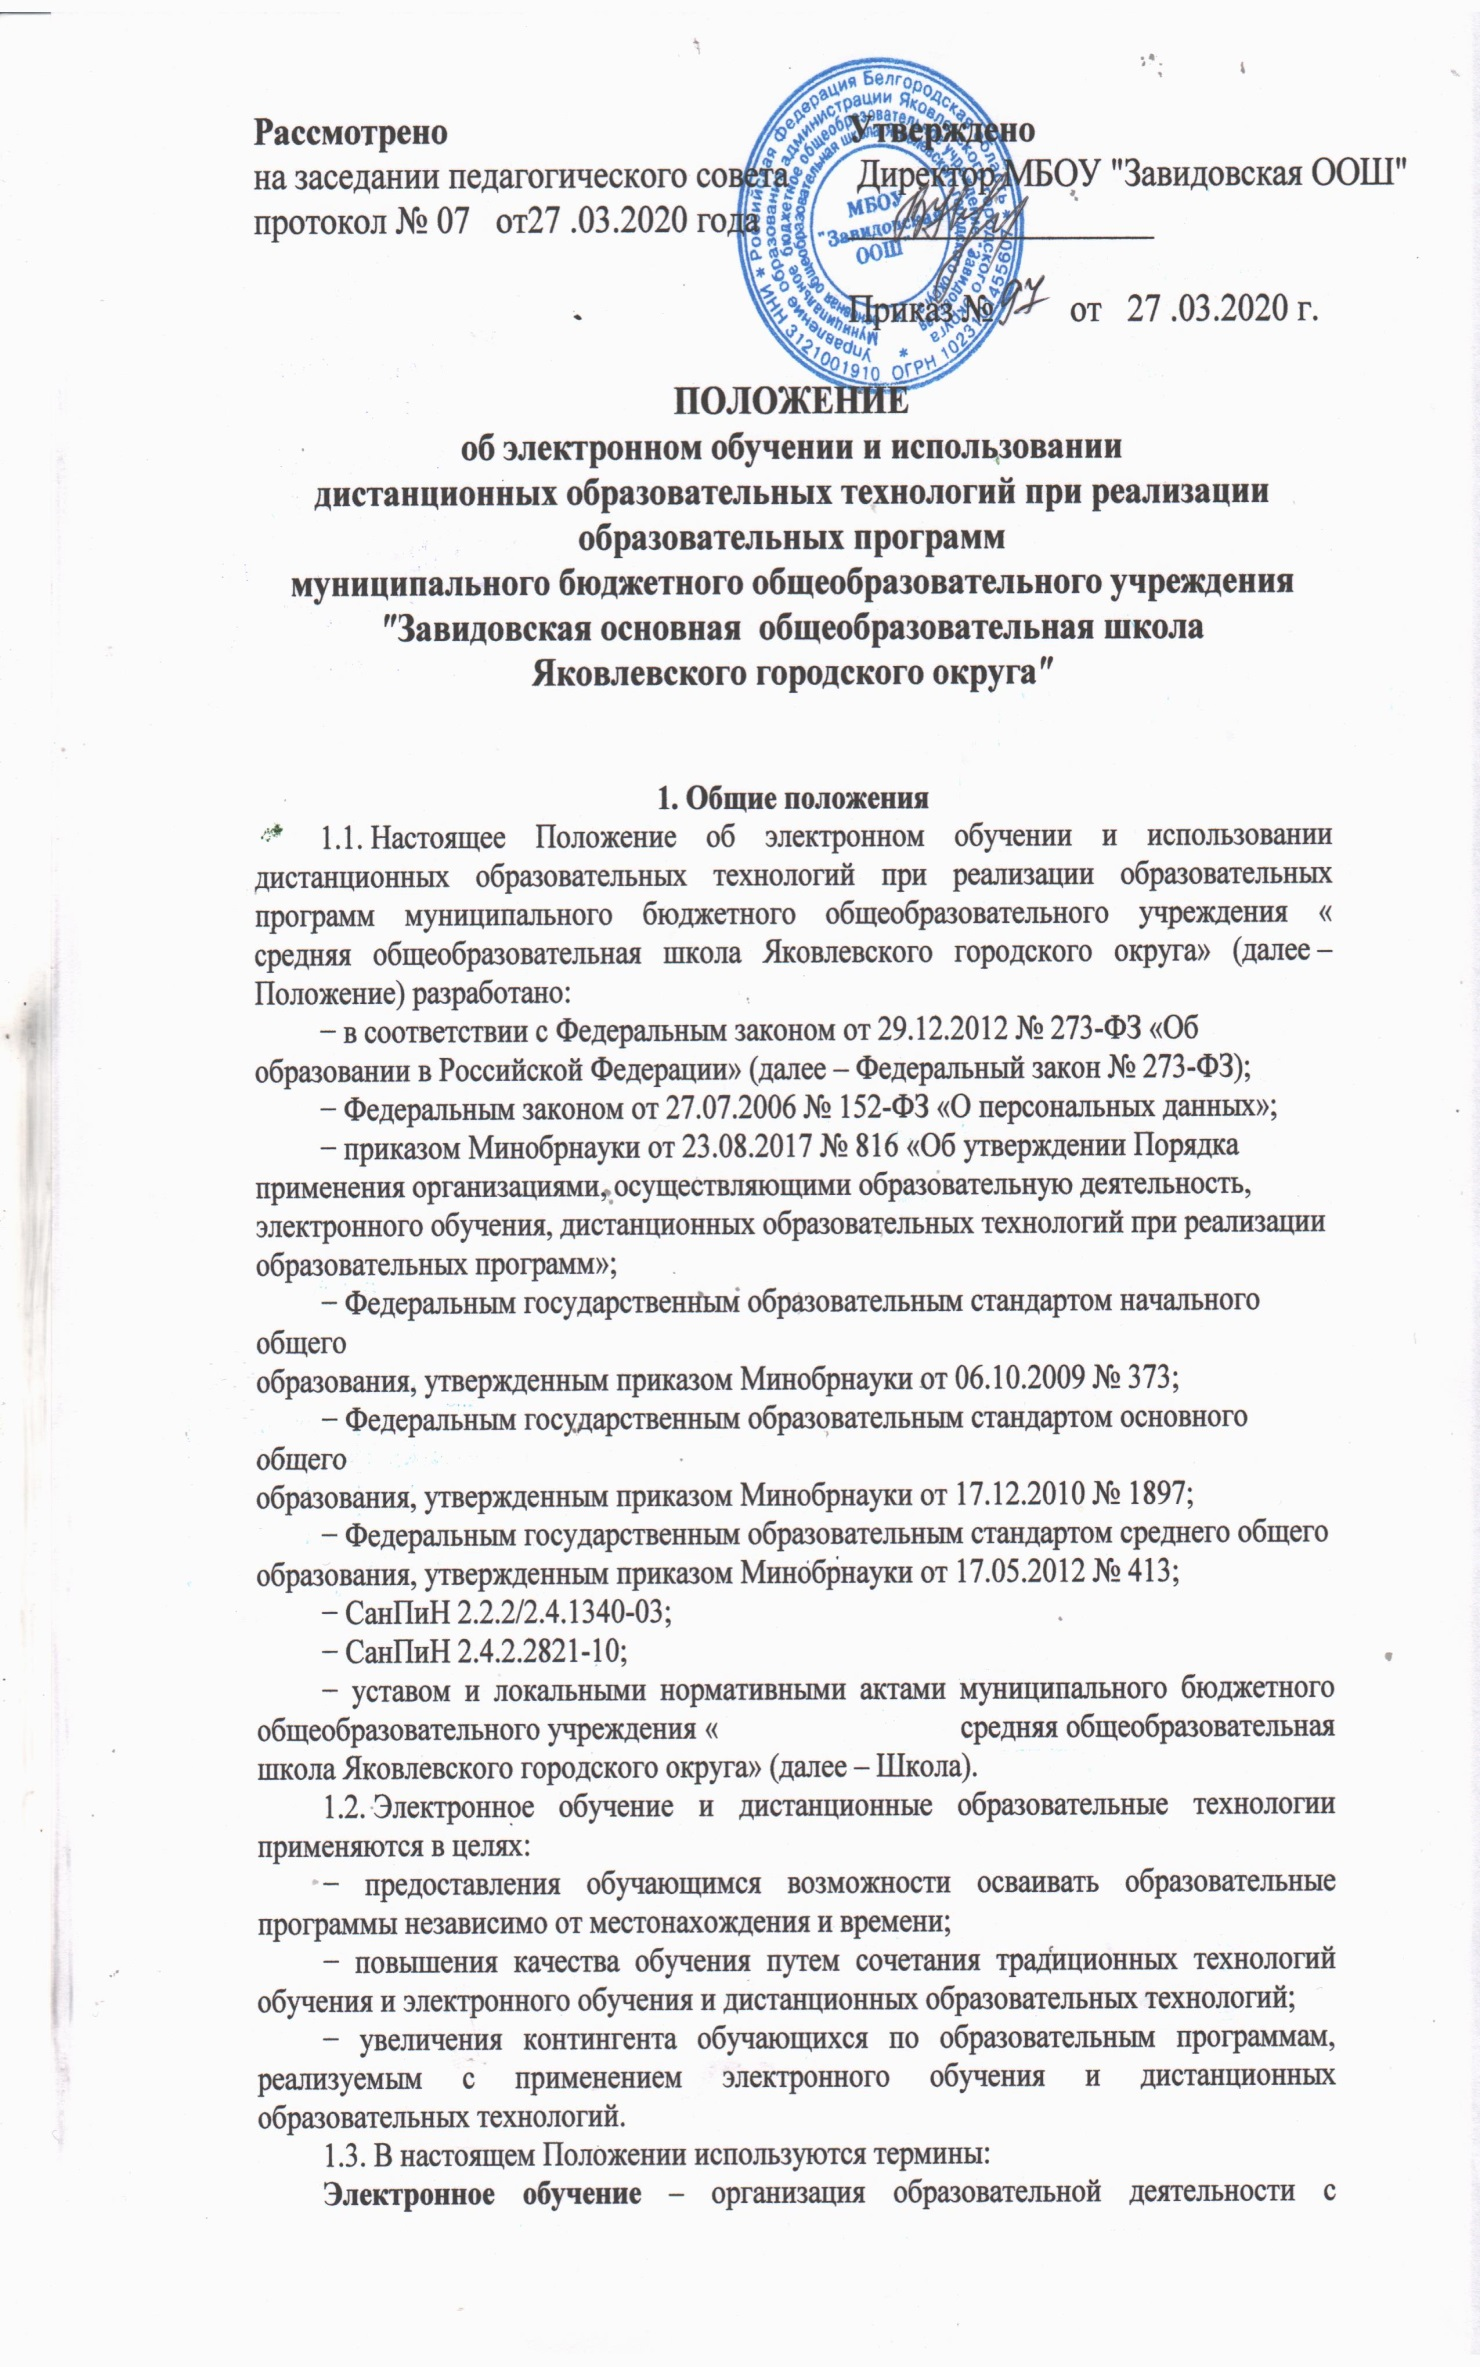 Рассмотрено
Утверждено
на заседании педагогического совета
Директор МБОУ "Завидовская ООШ"
протокол № 07 от27 .03.2020 года
Приказ № 97 от 27 .03.2020 г.
МБОУ
"Завидовская
ООШ"
ИНН 3121001910 ОГРН
Российская Федерация Белгородская область
ПОЛОЖЕНИЕ
об электронном обучении и использовании
дистанционных образовательных технологий при реализации
образовательных программ
муниципального бюджетного общеобразовательного учреждения
"Завидовская основная общеобразовательная школа
Яковлевского городского округа"
1. Общие положения
1.1. Настоящее Положение об электронном обучении и использовании
дистанционных образовательных технологий при реализации образовательных
программ муниципального бюджетного общеобразовательного учреждения «
средняя общеобразовательная школа Яковлевского городского округа» (далее –
Положение) разработано:
− в соответствии с Федеральным законом от 29.12.2012 № 273-ФЗ «Об
образовании в Российской Федерации» (далее – Федеральный закон № 273-ФЗ);
− Федеральным законом от 27.07.2006 № 152-ФЗ «О персональных данных»;
− приказом Минобрнауки от 23.08.2017 № 816 «Об утверждении Порядка
применения организациями, осуществляющими образовательную деятельность,
электронного обучения, дистанционных образовательных технологий при реализации
образовательных программ»;
− Федеральным государственным образовательным стандартом начального
общего
образования, утвержденным приказом Минобрнауки от 06.10.2009 № 373;
− Федеральным государственным образовательным стандартом основного
общего
образования, утвержденным приказом Минобрнауки от 17.12.2010 № 1897;
− Федеральным государственным образовательным стандартом среднего общего
образования, утвержденным приказом Минобрнауки от 17.05.2012 № 413;
− СанПиН 2.2.2/2.4.1340-03;
− СанПиН 2.4.2.2821-10;
− уставом и локальными нормативными актами муниципального бюджетного
общеобразовательного учреждения « средняя общеобразовательная
школа Яковлевского городского округа» (далее – Школа).
1.2. Электронное обучение и дистанционные образовательные технологии
применяются в целях:
− предоставления обучающимся возможности осваивать образовательные
программы независимо от местонахождения и времени;
− повышения качества обучения путем сочетания традиционных технологий
обучения и электронного обучения и дистанционных образовательных технологий;
− увеличения контингента обучающихся по образовательным программам,
реализуемым с применением электронного обучения и дистанционных
образовательных технологий.
1.3. В настоящем Положении используются термины:
Электронное обучение – организация образовательной деятельности с